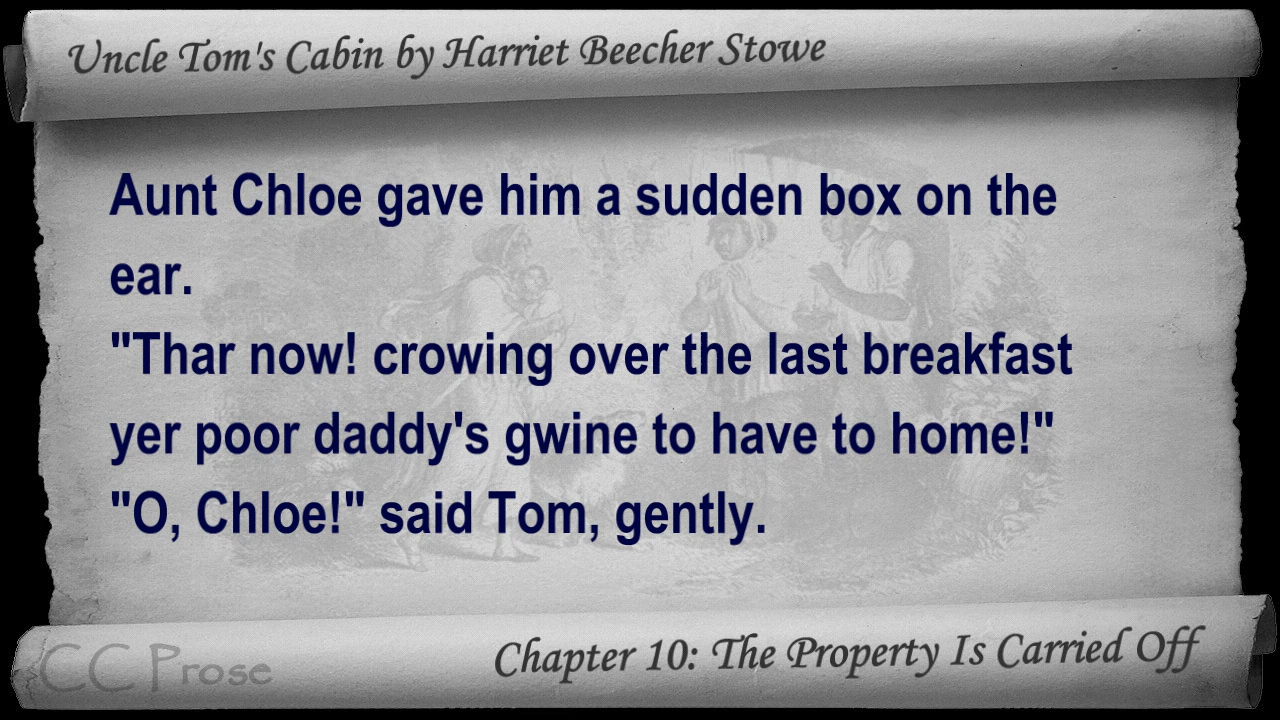 Uncle Tom's Cabin by Harriet Beecher Stowe
Aunt Chloe gave him a sudden box on the
ear.
"Thar now! crowing over the last breakfast
yer poor daddy's gwine to have to home!"
"O, Chloe!" said Tom, gently.
CC Prose
Chapter 10: The Property Is Carried Off